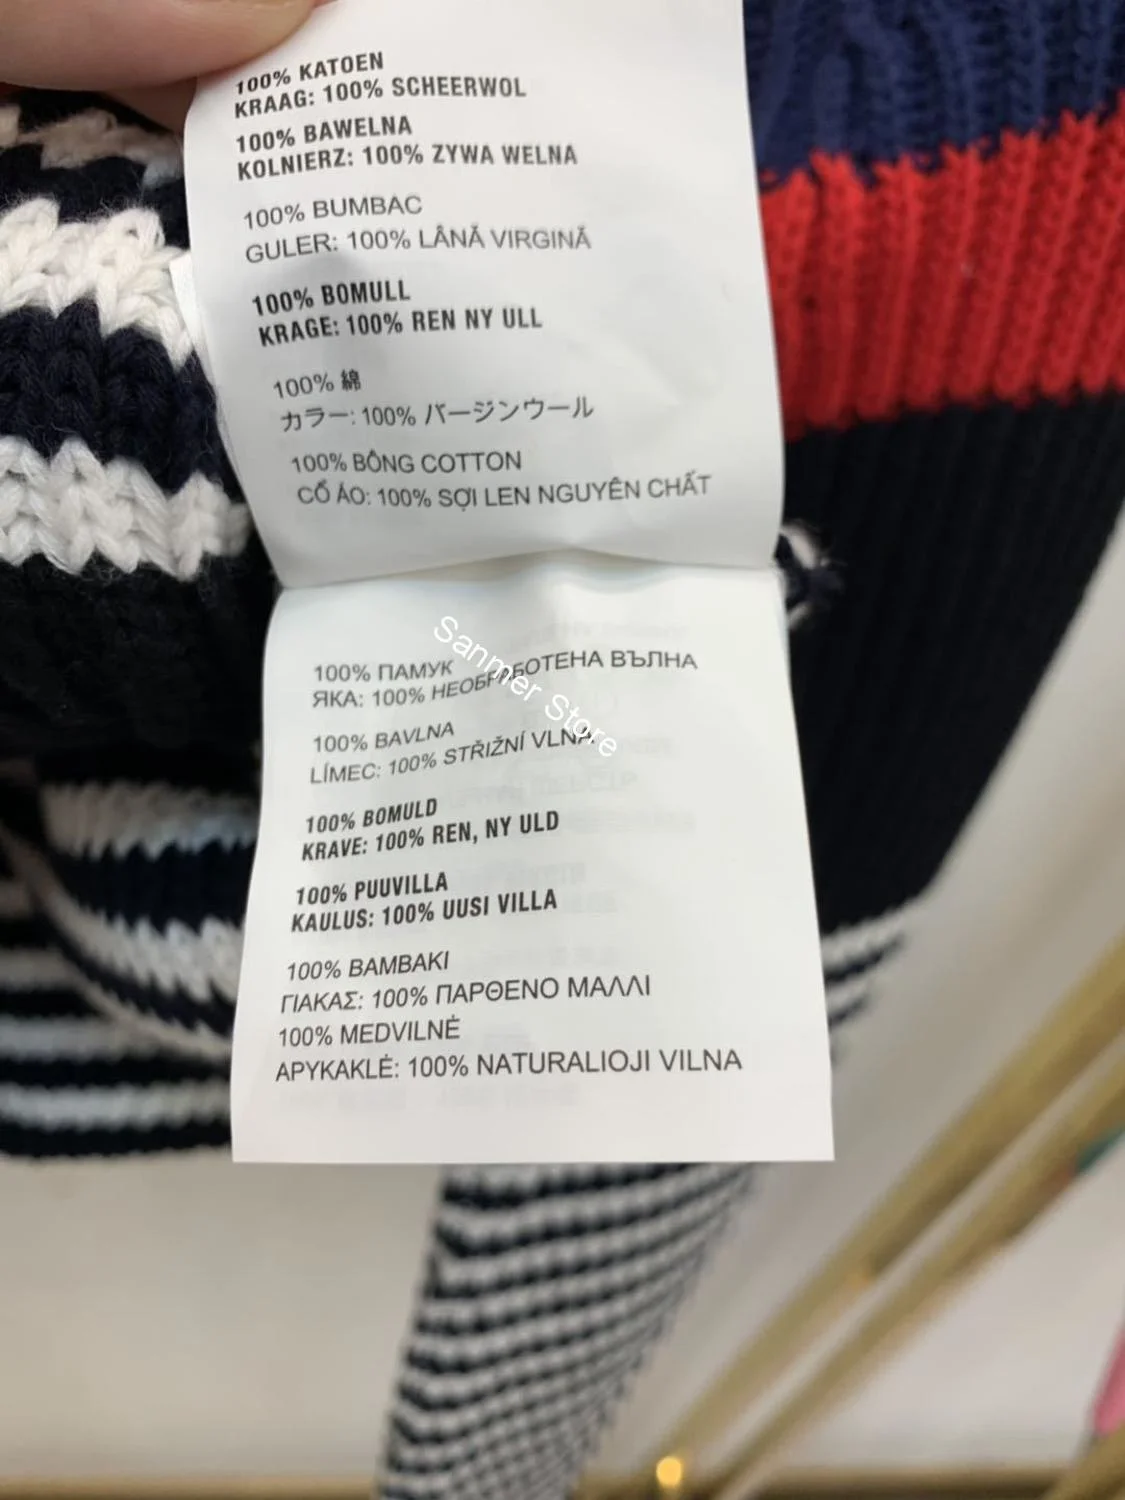 100% KATOEN
KRAAG: 100% SCHEERWOL
100% BAWELNA
KOLNIERZ: 100% ZYWA WELNA
100% BUMBAC
GULER: 100% LÂNĂ VIRGINĂ
100% BOMULL
KRAGE: 100% REN NY ULL
100% 綿
カラー: 100% バージンウール
100% BÔNG COTTON
CỔ ÁO: 100% SỢI LEN NGUYÊN CHẤT
100% ПАМУК
ЯКА: 100% НЕОБРАБОТЕНА ВЪЛНА
100% BAVLNA
LÍMEC: 100% STŘIŽNÍ VLNA
100% BOMULD
KRAVE: 100% REN, NY ULD
100% PUUVILLA
KAULUS: 100% UUSI VILLA
100% ΒΑΜΒΑΚΙ
ΓΙΑΚΑΣ: 100% ΠΑΡΘΕΝΟ ΜΑΛΛΙ
100% MEDVILNĖ
APYKAKLĖ: 100% NATURALIOJI VILNA
Sanmer Store